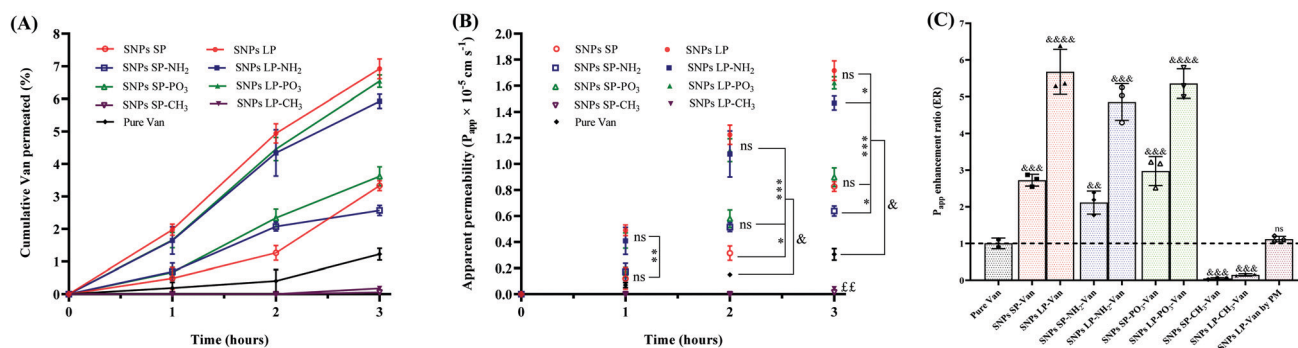 (A)
Cumulative Van permeated (%)
8
7
6
5
4
3
2
1
0
SNPs SP
SNPs LP
SNPs SP-NH₂
SNPs LP-NH₂
SNPs SP-PO₃
SNPs LP-PO₃
SNPs SP-CH₃
SNPs LP-CH₃
Pure Van
0
1
2
3
Time (hours)
(B)
Apparent permeability (Papp × 10⁻⁵ cm s⁻¹)
2.0
1.8
1.6
1.4
1.2
1.0
0.8
0.6
0.4
0.2
0.0
SNPs SP
SNPs LP
SNPs SP-NH₂
SNPs LP-NH₂
SNPs SP-PO₃
SNPs LP-PO₃
SNPs SP-CH₃
SNPs LP-CH₃
Pure Van
ns
**
ns
ns
***
ns
*
&
ns
*
***
ns
*
&
££
0
1
2
3
Time (hours)
(C)
Papp enhancement ratio (ER)
7
6
5
4
3
2
1
0
&&&
&&&&
&&
&&&
&&&
&&&&
&&&
&&&
ns
Pure Van
SNPs SP-Van
SNPs LP-Van
SNPs SP-NH₂-Van
SNPs LP-NH₂-Van
SNPs SP-PO₃-Van
SNPs LP-PO₃-Van
SNPs SP-CH₃-Van
SNPs LP-CH₃-Van
SNPs LP-Van by PM